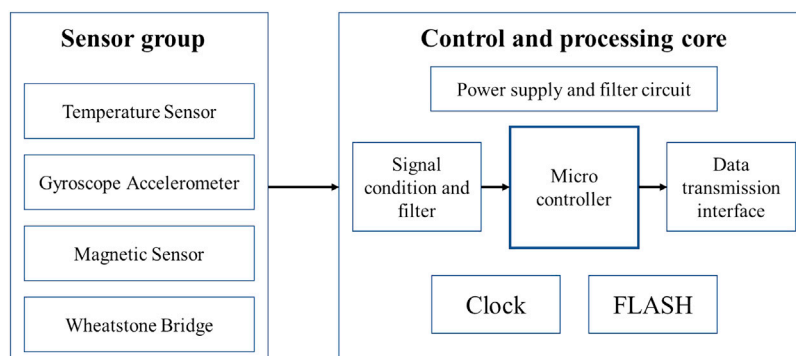 Sensor group
Temperature Sensor
Gyroscope Accelerometer
Magnetic Sensor
Wheatstone Bridge
Control and processing core
Power supply and filter circuit
Signal
condition and
filter
Micro
controller
Data
transmission
interface
Clock
FLASH